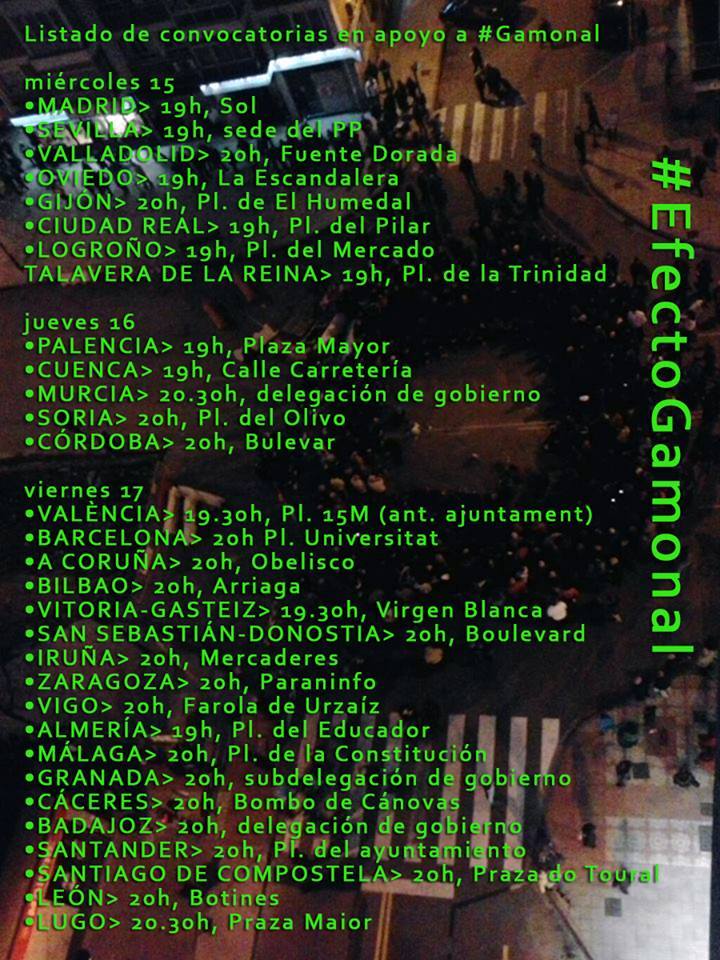 Listado de convocatorias en apoyo a #Gamonal
miércoles 15
•MADRID> 19h, Sol
•SEVILLA> 19h, sede del PP
•VALLADOLID> 20h, Fuente Dorada
•OVIEDO> 19h, La Escandalera
•GIJÓN> 20h, Pl. de El Humedal
•CIUDAD REAL> 19h, Pl. del Pilar
•LOGROÑO> 19h, Pl. del Mercado
TALAVERA DE LA REINA> 19h, Pl. de la Trinidad
jueves 16
•PALENCIA> 19h, Plaza Mayor
•CUENCA> 19h, Calle Carretería
•MURCIA> 20.30h, delegación de gobierno
•SORIA> 20h, Pl. del Olivo
•CÓRDOBA> 20h, Bulevar
viernes 17
•VALÈNCIA> 19.30h, Pl. 15M (ant. ajuntament)
•BARCELONA> 20h Pl. Universitat
•A CORUÑA> 20h, Obelisco
•BILBAO> 20h, Arriaga
•VITORIA-GASTEIZ> 19.30h, Virgen Blanca
•SAN SEBASTIÁN-DONOSTIA> 20h, Boulevard
•IRUÑA> 20h, Mercaderes
•ZARAGOZA> 20h, Paraninfo
•VIGO> 20h, Farola de Urzaíz
•ALMERÍA> 19h, Pl. del Educador
•MÁLAGA> 20h, Pl. de la Constitución
•GRANADA> 20h, subdelegación de gobierno
•CÁCERES> 20h, Bombo de Cánovas
•BADAJOZ> 20h, delegación de gobierno
•SANTANDER> 20h, Pl. del ayuntamiento
•SANTIAGO DE COMPOSTELA> 20h, Praza do Toural
•LEÓN> 20h, Botines
•LUGO> 20.30h, Praza Maior
#EfectoGamonal